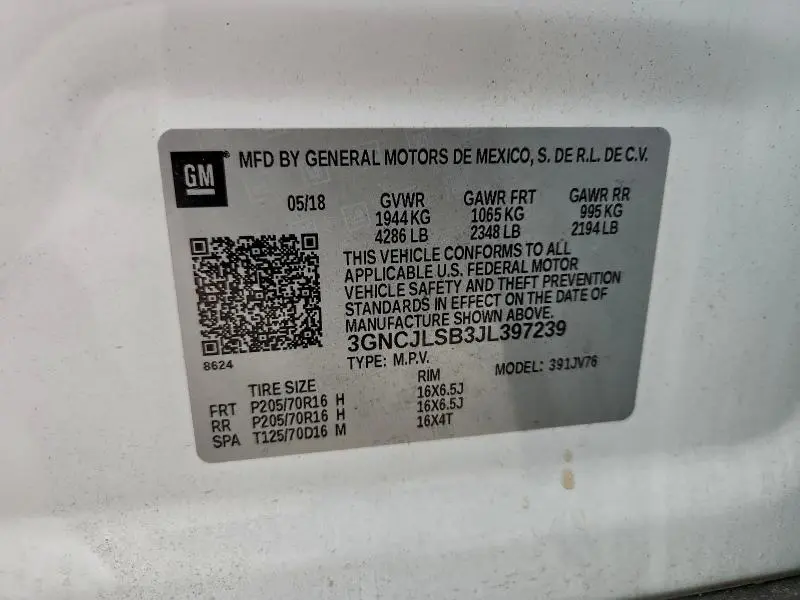 GM MFD BY GENERAL MOTORS DE MEXICO, S. DE R.L. DE C.V.
05/18 GVWR GAWR FRT GAWR RR
1944 KG 1065 KG 995 KG
4286 LB 2348 LB 2194 LB
THIS VEHICLE CONFORMS TO ALL
APPLICABLE U.S. FEDERAL MOTOR
VEHICLE SAFETY AND THEFT PREVENTION
STANDARDS IN EFFECT ON THE DATE OF
MANUFACTURE SHOWN ABOVE.
3GNCJLSB3JL397239
8624 TYPE: M.P.V. MODEL: 391JV76
TIRE SIZE RIM
FRT P205/70R16 H 16X6.5J
RR P205/70R16 H 16X6.5J
SPA T125/70D16 M 16X4T